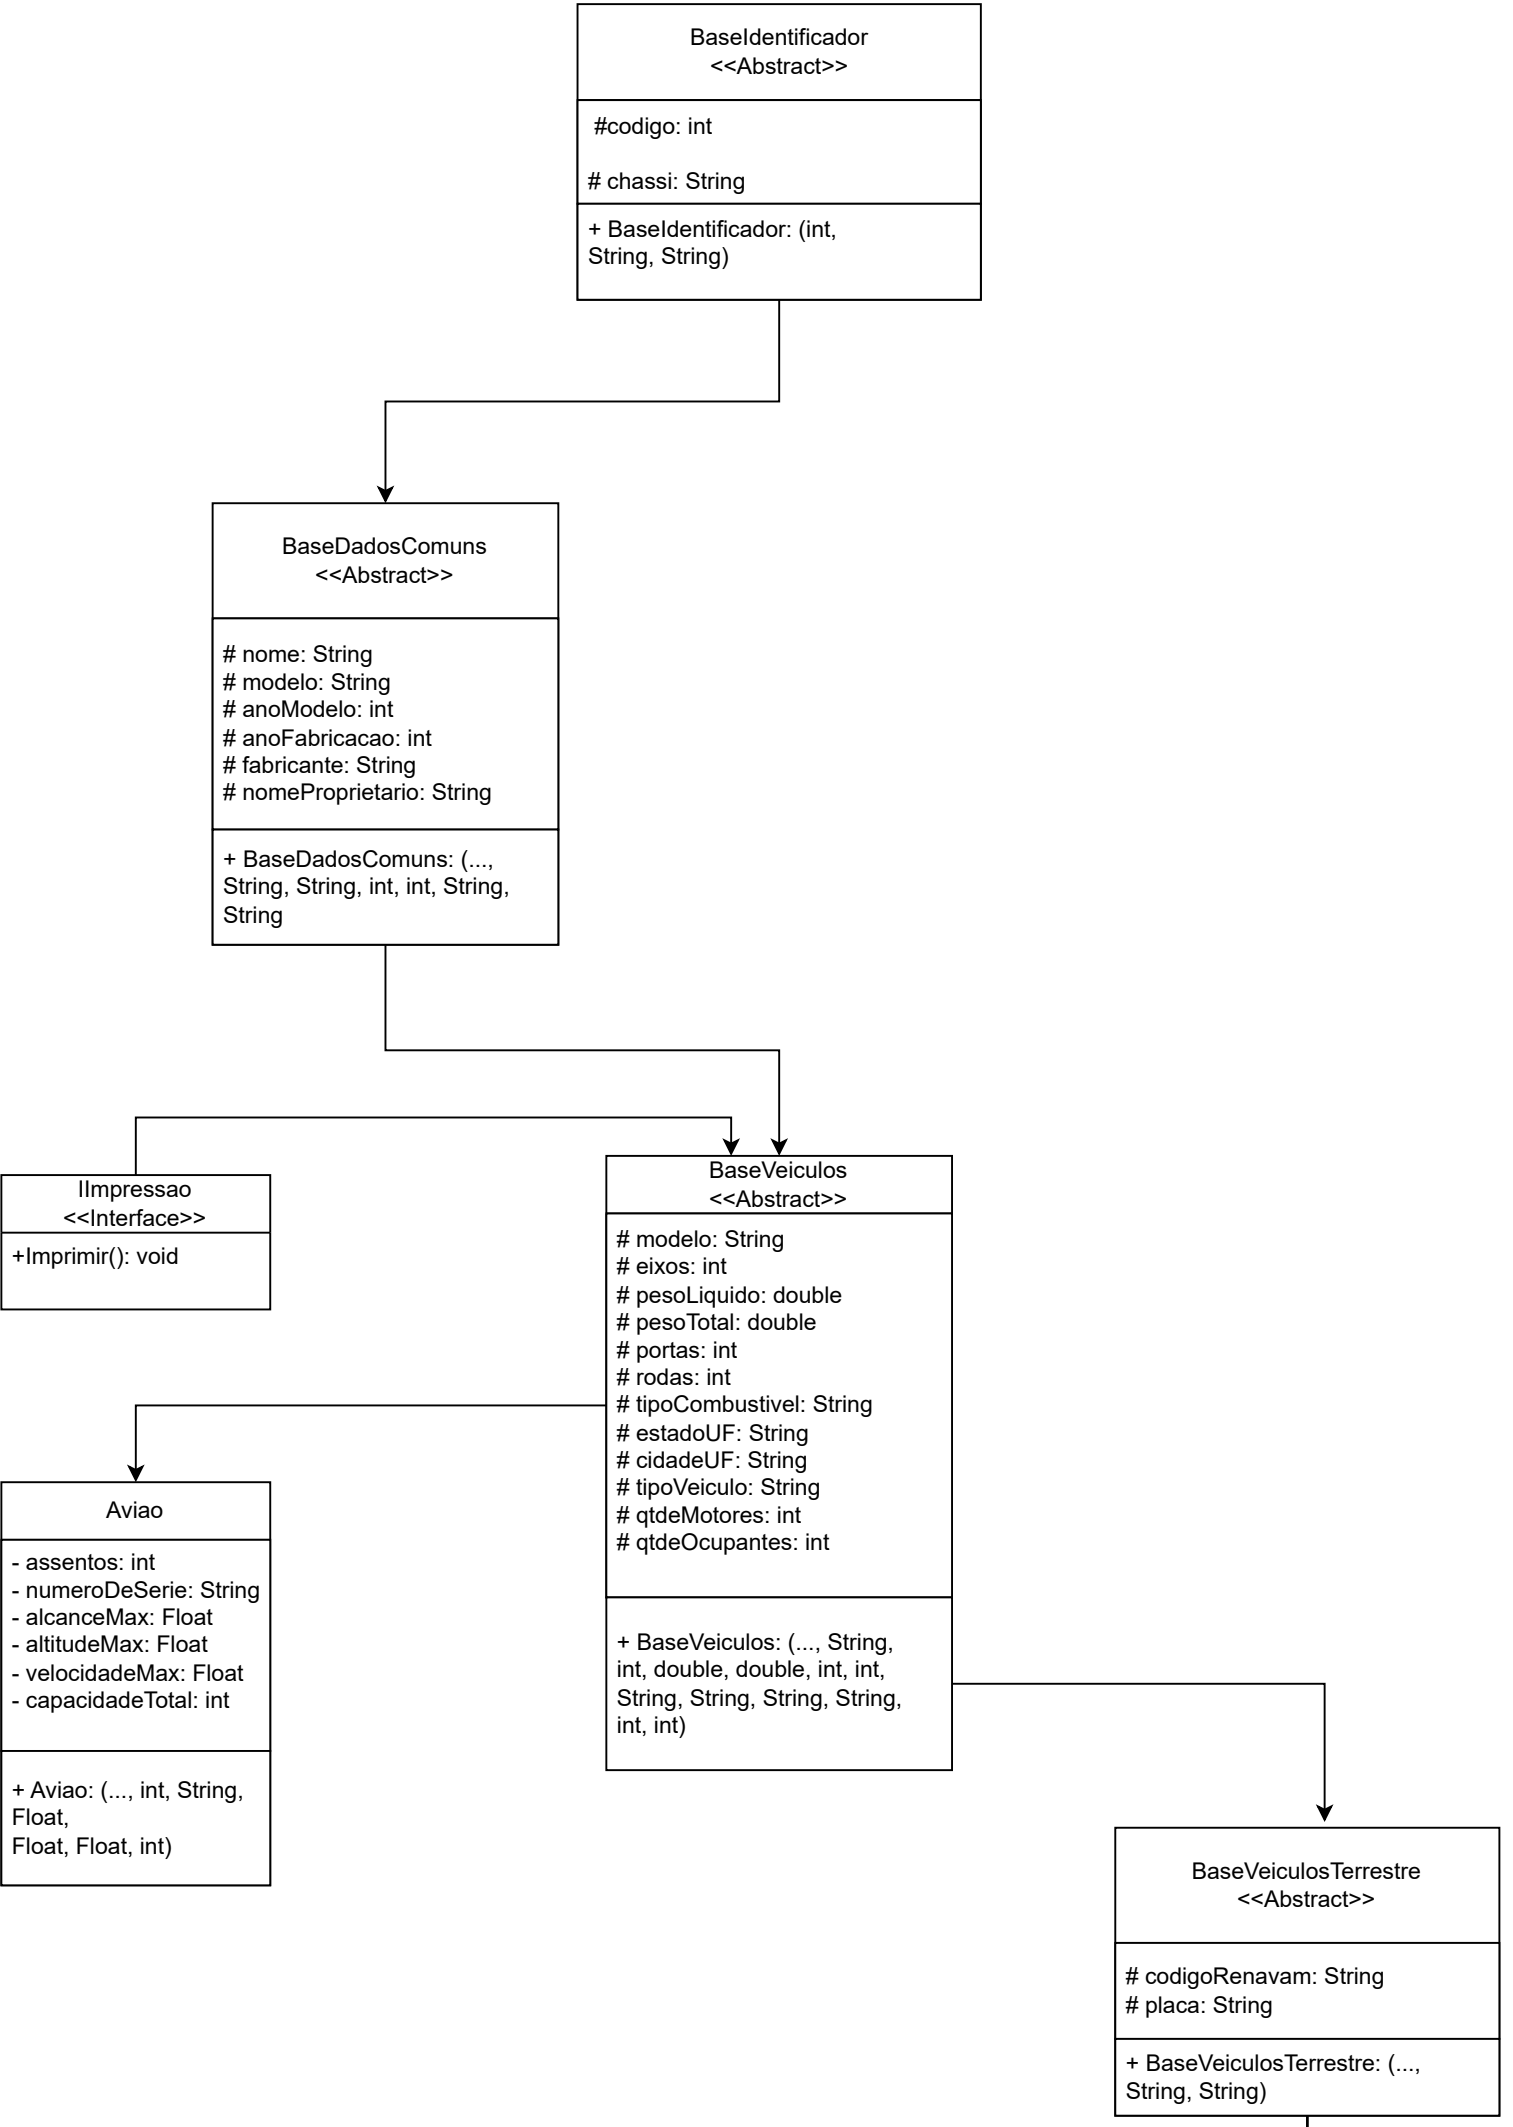 BaseIdentificador
<<Abstract>>
#codigo: int
# chassi: String
+ BaseIdentificador: (int,
String, String)
BaseDadosComuns
<<Abstract>>
# nome: String
# modelo: String
# anoModelo: int
# anoFabricacao: int
# fabricante: String
# nomeProprietario: String
+ BaseDadosComuns: (...,
String, String, int, int, String,
String
IImpressao
<<Interface>>
+Imprimir(): void
BaseVeiculos
<<Abstract>>
# modelo: String
# eixos: int
# pesoLiquido: double
# pesoTotal: double
# portas: int
# rodas: int
# tipoCombustivel: String
# estadoUF: String
# cidadeUF: String
# tipoVeiculo: String
# qtdeMotores: int
# qtdeOcupantes: int
+ BaseVeiculos: (..., String,
int, double, double, int, int,
String, String, String, String,
int, int)
Aviao
- assentos: int
- numeroDeSerie: String
- alcanceMax: Float
- altitudeMax: Float
- velocidadeMax: Float
- capacidadeTotal: int
+ Aviao: (..., int, String,
Float,
Float, Float, int)
BaseVeiculosTerrestre
<<Abstract>>
# codigoRenavam: String
# placa: String
+ BaseVeiculosTerrestre: (...,
String, String)